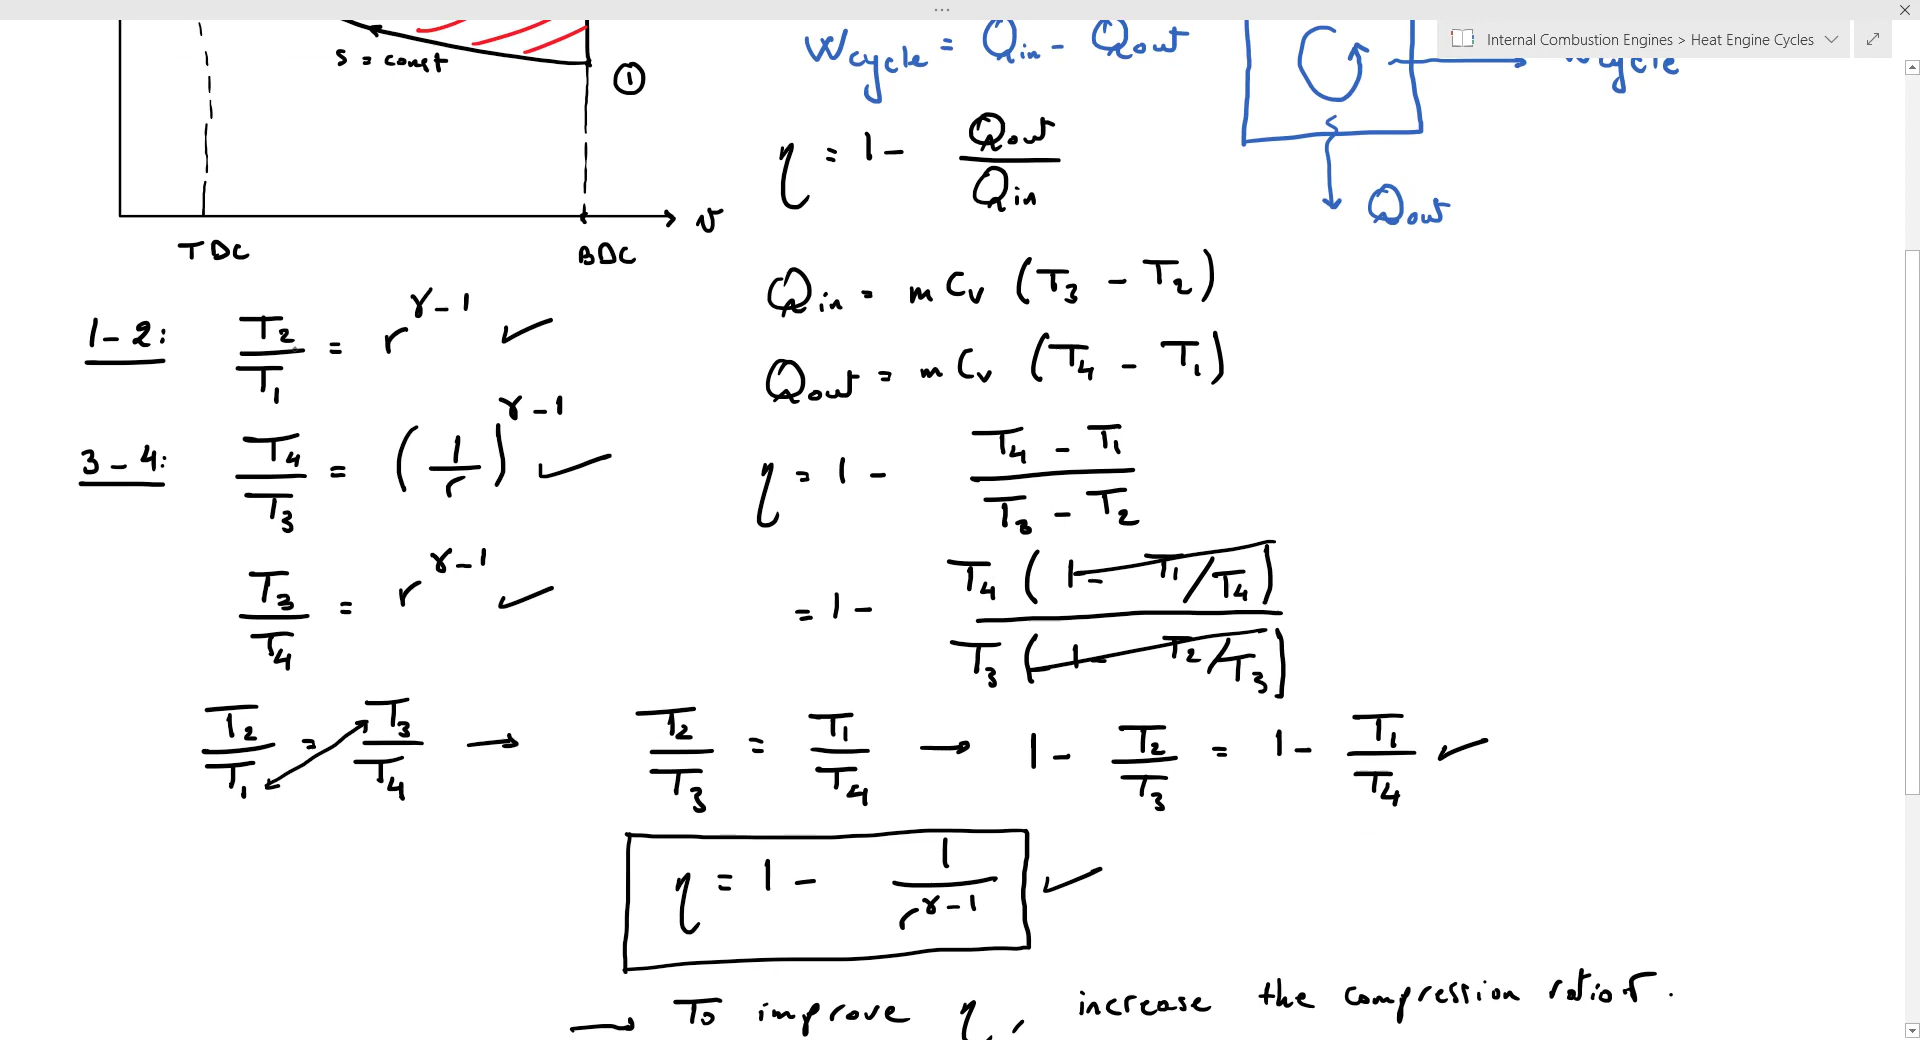 ...
Internal Combustion Engines > Heat Engine Cycles
s = const
①
Wcycle = Qin - Qout
Wcycle
η = 1 - Qout / Qin
Qout
v
TDC
BDC
Qin = m Cv (T3 - T2)
1-2: T2/T1 = r^γ-1 ✓
Qout = m Cv (T4 - T1)
3-4: T4/T3 = (1/r)^γ-1 ✓
η = 1 - (T4 - T1) / (T3 - T2)
T3/T4 = r^γ-1 ✓
= 1 - T4 (1 - T1/T4) / T3 (1 - T2/T3)
T2/T1 = T3/T4 → T2/T3 = T1/T4 → 1 - T2/T3 = 1 - T1/T4 ✓
η = 1 - 1 / r^γ-1 ✓
→ To improve η, increase the compression ratio r.